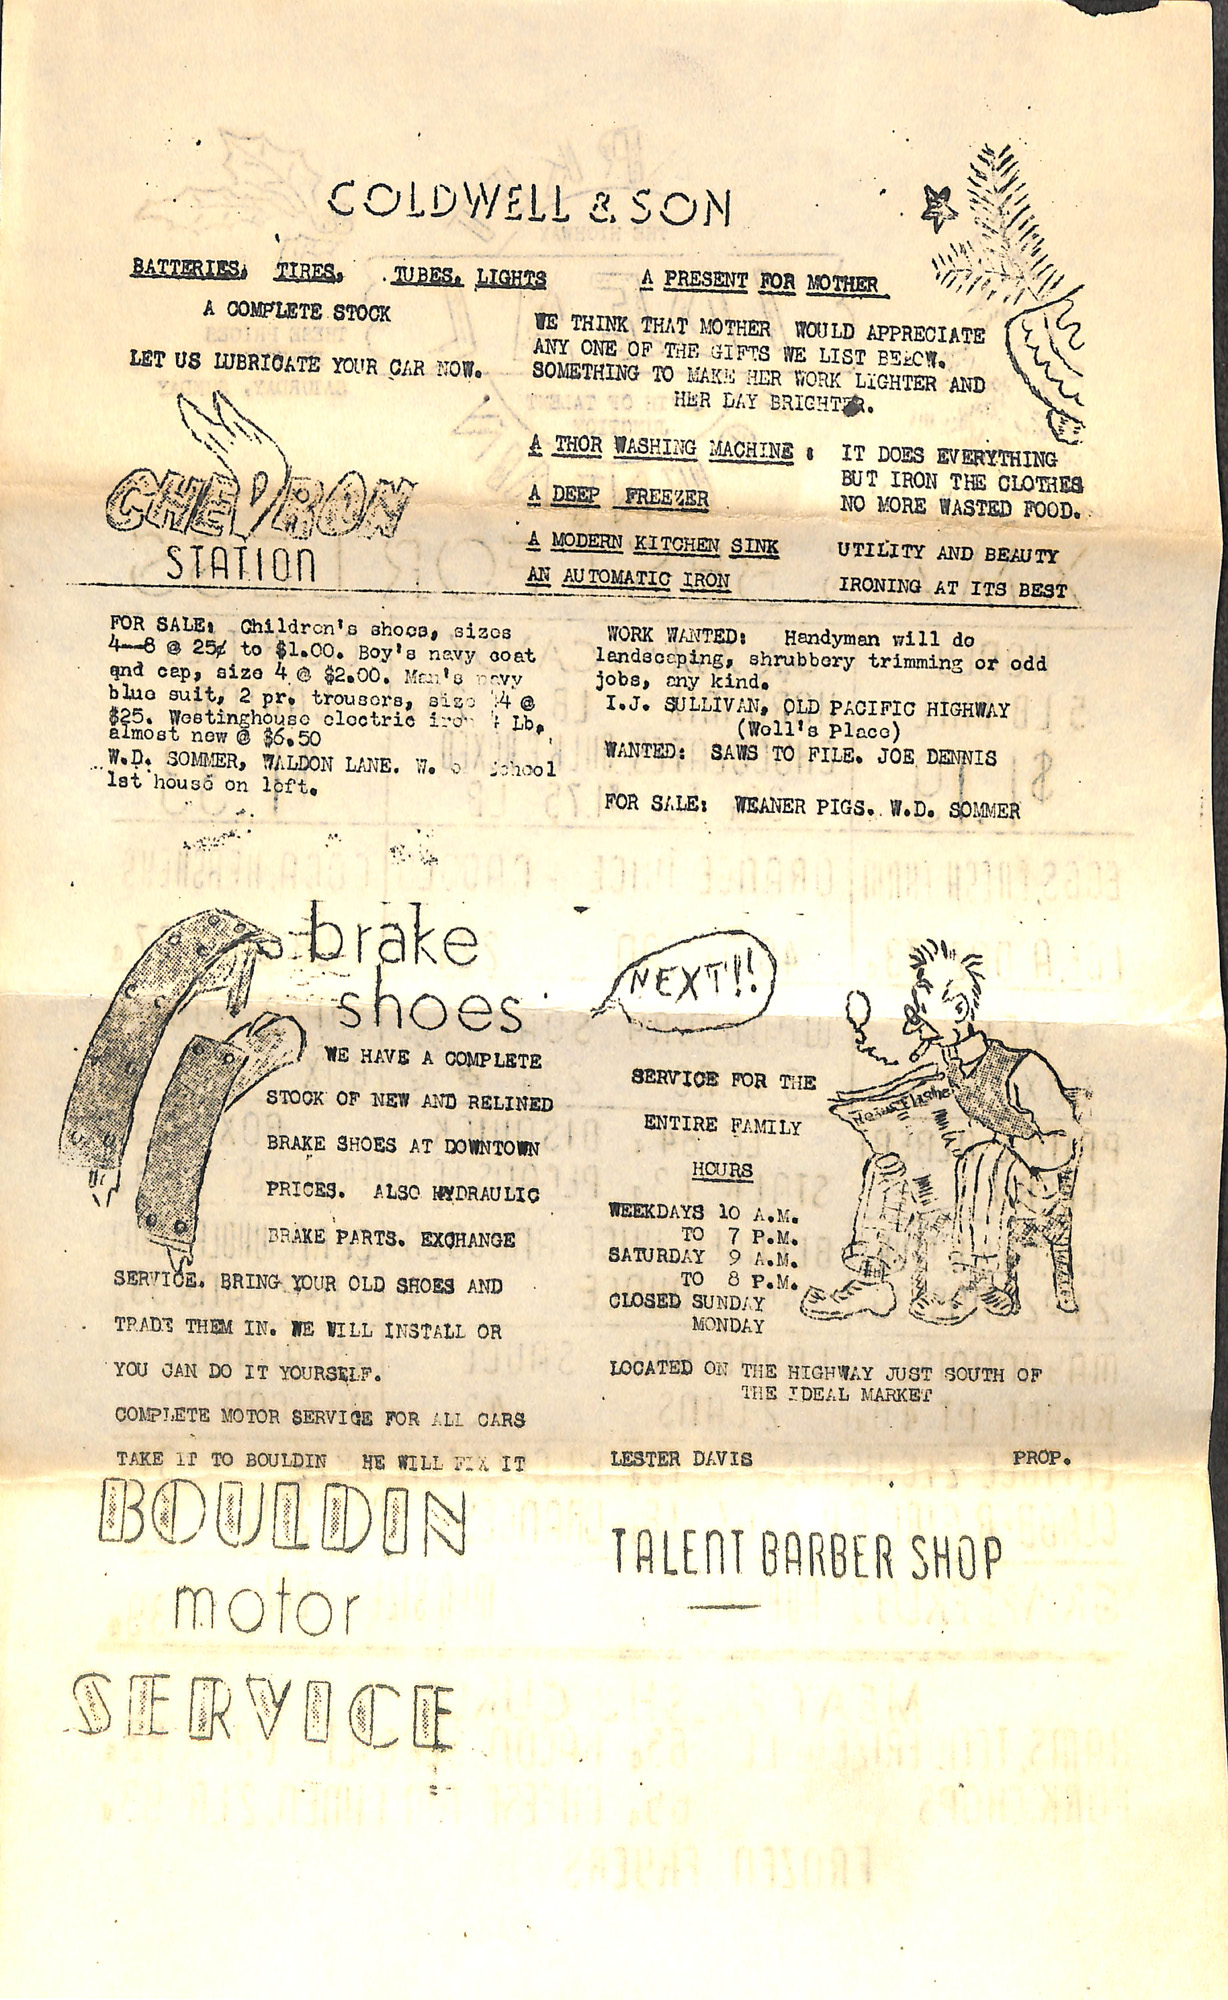 COLDWELL & SON
BATTERIES, TIRES, TUBES, LIGHTS
A COMPLETE STOCK
LET US LUBRICATE YOUR CAR NOW.
CHEVRON
STATION
A PRESENT FOR MOTHER
WE THINK THAT MOTHER WOULD APPRECIATE
ANY ONE OF THE GIFTS WE LIST BELOW.
SOMETHING TO MAKE HER WORK LIGHTER AND
HER DAY BRIGHTER.
A THOR WASHING MACHINE : IT DOES EVERYTHING
BUT IRON THE CLOTHES
A DEEP FREEZER NO MORE WASTED FOOD.
A MODERN KITCHEN SINK UTILITY AND BEAUTY
AN AUTOMATIC IRON IRONING AT ITS BEST
FOR SALE: Children's shoes, sizes
4--8 @ 25¢ to $1.00. Boy's navy coat
and cap, size 4 @ $2.00. Man's navy
blue suit, 2 pr. trousers, size 4 @
$25. Westinghouse electric iron 4 Lb.,
almost new @ $6.50
W.D. SOMMER, WALDON LANE. W. of School
1st house on left.
WORK WANTED: Handyman will do
landscaping, shrubbery trimming or odd
jobs, any kind.
I.J. SULLIVAN, OLD PACIFIC HIGHWAY
(Well's Place)
WANTED: SAWS TO FILE. JOE DENNIS
FOR SALE: WEANER PIGS. W.D. SOMMER
brake
shoes
WE HAVE A COMPLETE
STOCK OF NEW AND RELINED
BRAKE SHOES AT DOWNTOWN
PRICES. ALSO HYDRAULIC
BRAKE PARTS. EXCHANGE
SERVICE. BRING YOUR OLD SHOES AND
TRADE THEM IN. WE WILL INSTALL OR
YOU CAN DO IT YOURSELF.
COMPLETE MOTOR SERVICE FOR ALL CARS
TAKE IT TO BOULDIN HE WILL FIX IT
BOULDIN
motor
SERVICE
NEXT!!
SERVICE FOR THE
ENTIRE FAMILY
HOURS
WEEKDAYS 10 A.M.
TO 7 P.M.
SATURDAY 9 A.M.
TO 8 P.M.
CLOSED SUNDAY
MONDAY
LOCATED ON THE HIGHWAY JUST SOUTH OF
THE IDEAL MARKET
LESTER DAVIS PROP.
TALENT BARBER SHOP